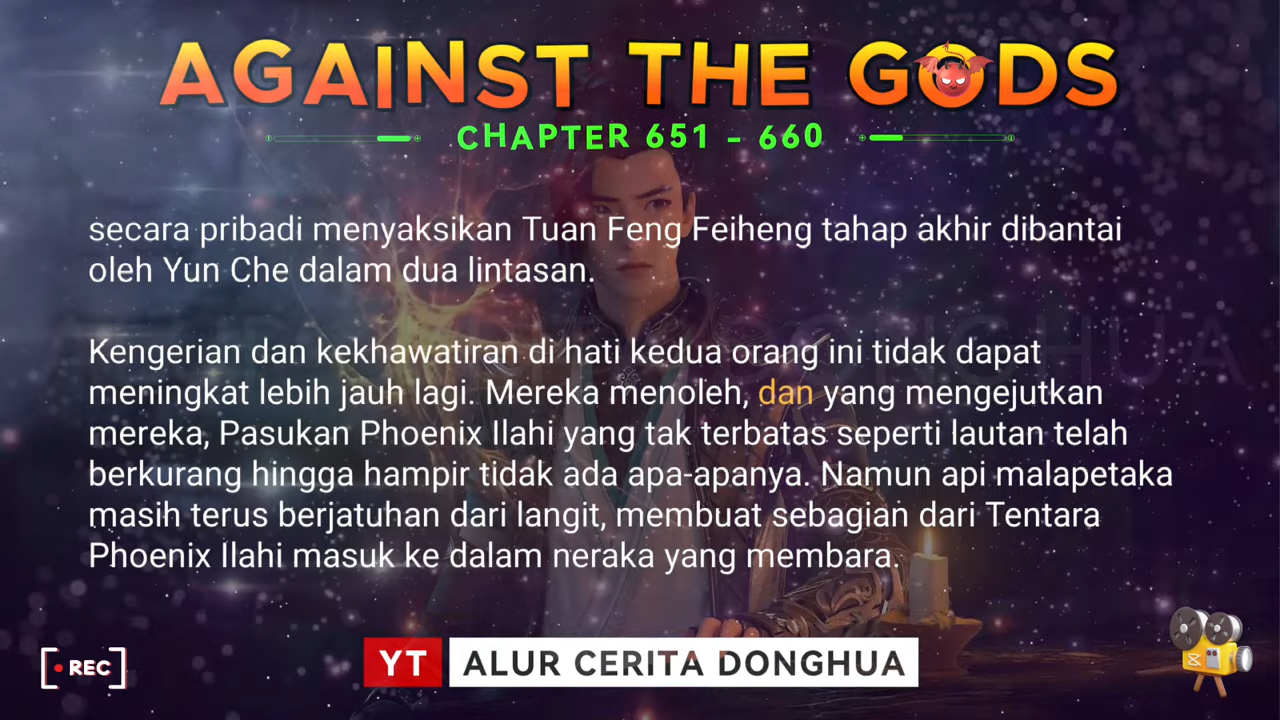 AGAINST THE GODS
CHAPTER 651 - 660
secara pribadi menyaksikan Tuan Feng Feiheng tahap akhir dibantai
oleh Yun Che dalam dua lintasan.
Kengerian dan kekhawatiran di hati kedua orang ini tidak dapat
meningkat lebih jauh lagi. Mereka menoleh, dan yang mengejutkan
mereka, Pasukan Phoenix Ilahi yang tak terbatas seperti lautan telah
berkurang hingga hampir tidak ada apa-apanya. Namun api malapetaka
masih terus berjatuhan dari langit, membuat sebagian dari Tentara
Phoenix Ilahi masuk ke dalam neraka yang membara.
REC
YT ALUR CERITA DONGHUA